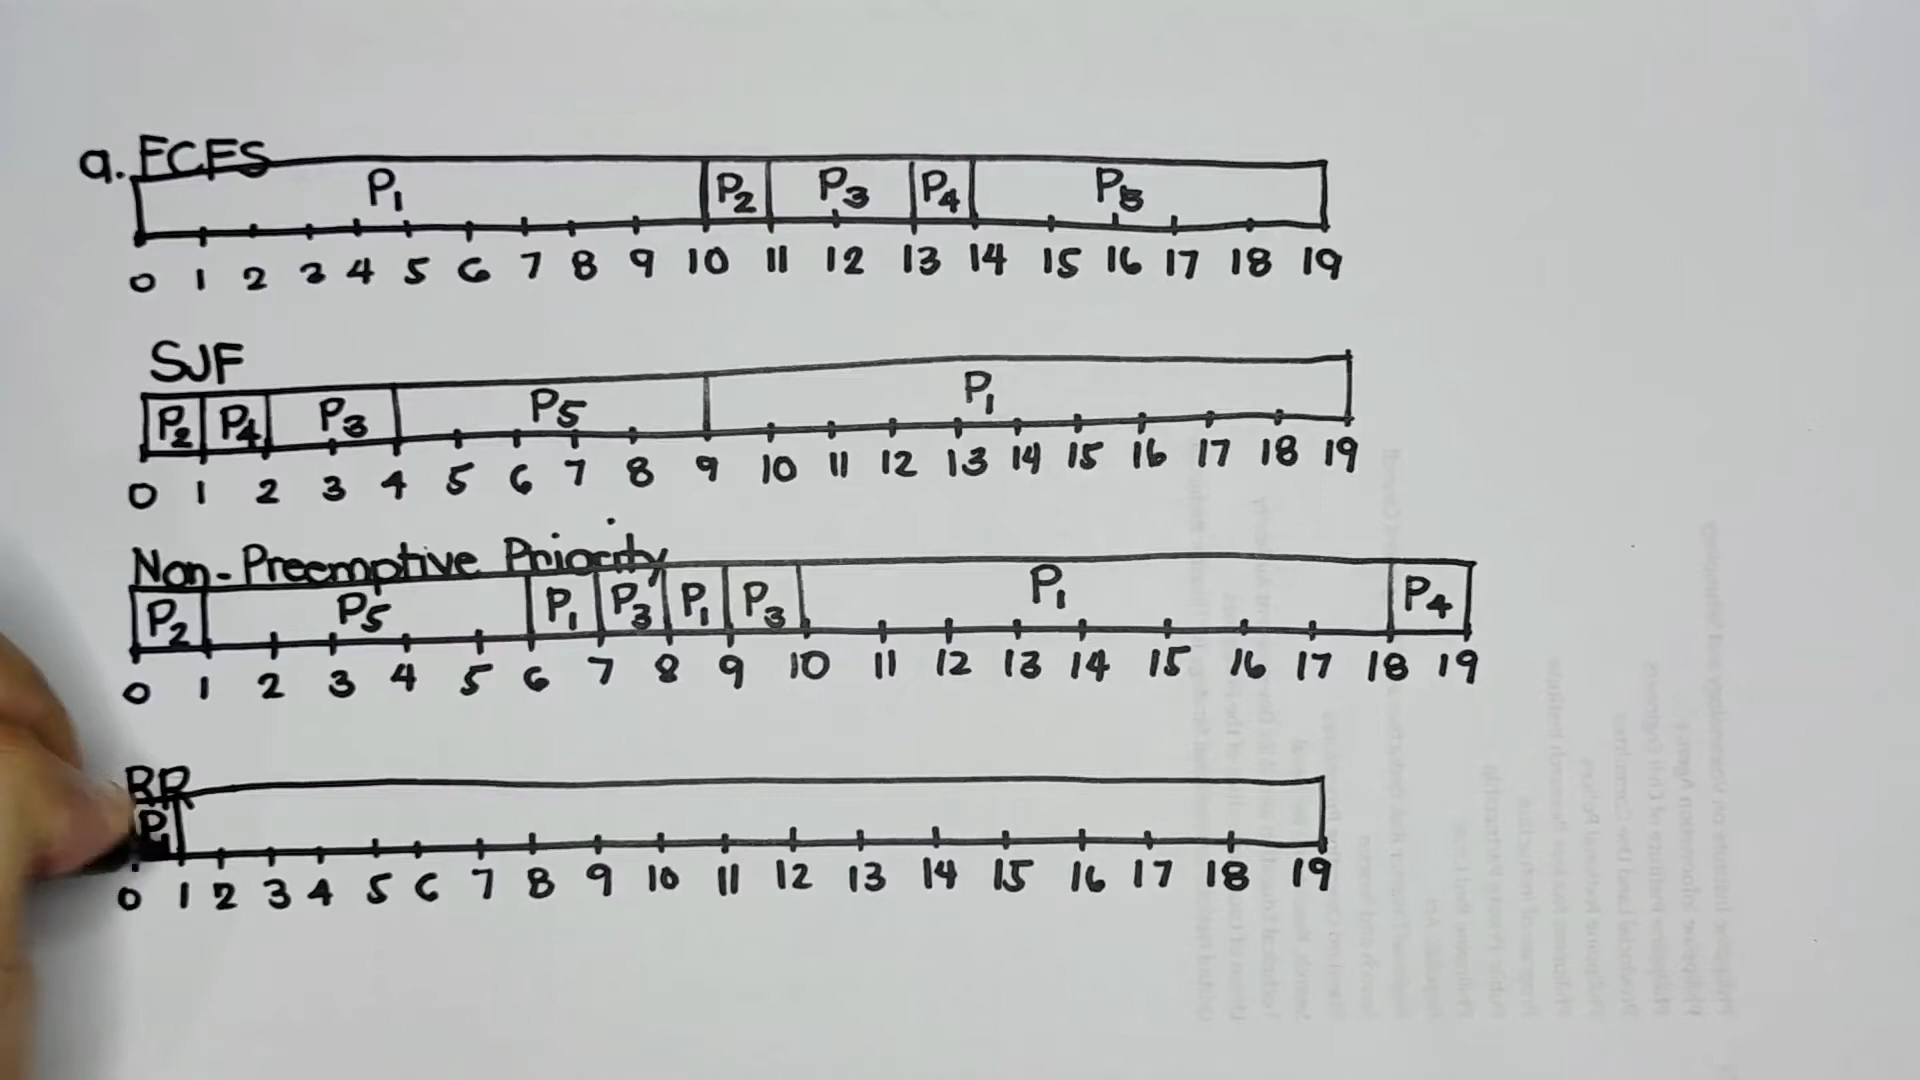 a. FCFS
P1 P2 P3 P4 P5
0 1 2 3 4 5 6 7 8 9 10 11 12 13 14 15 16 17 18 19
SJF
P2 P4 P3 P5 P1
0 1 2 3 4 5 6 7 8 9 10 11 12 13 14 15 16 17 18 19
Non-Preemptive Priority
P2 P5 P1 P3 P1 P3 P1 P4
0 1 2 3 4 5 6 7 8 9 10 11 12 13 14 15 16 17 18 19
RR
P1
0 1 2 3 4 5 6 7 8 9 10 11 12 13 14 15 16 17 18 19